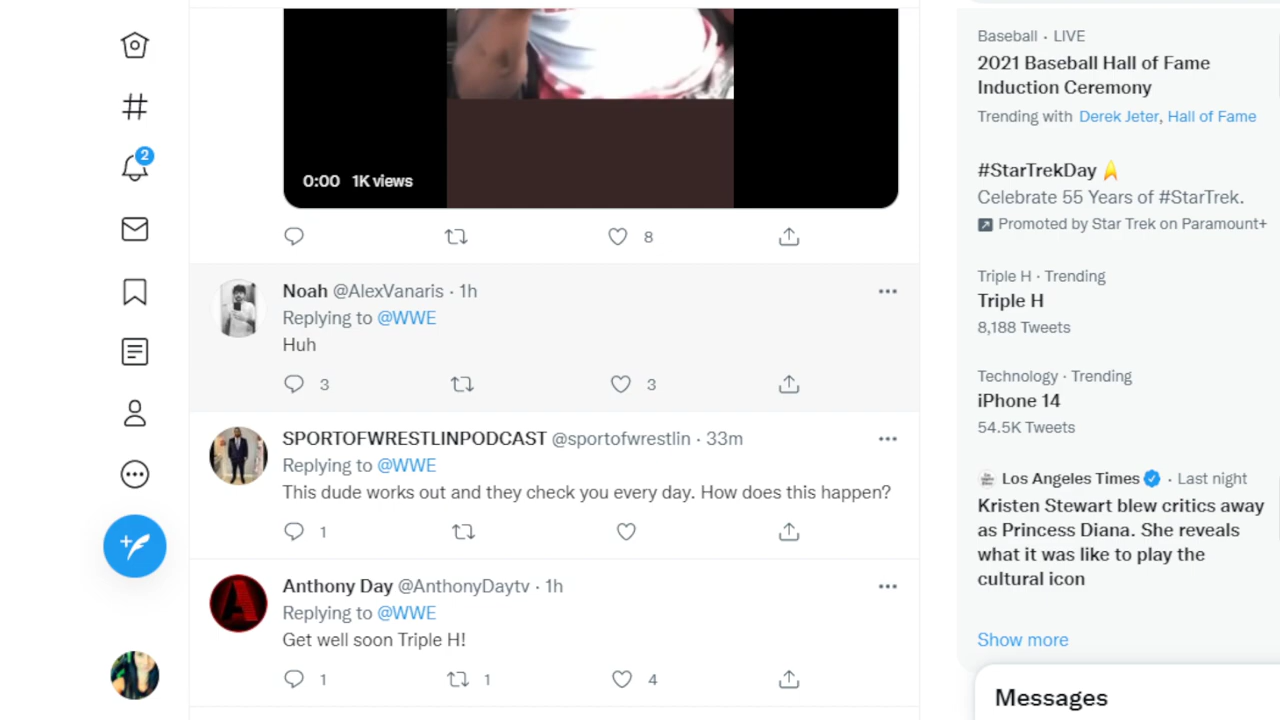 2
0:00 1K views
8
Noah @AlexVanaris · 1h
Replying to @WWE
Huh
3 3
SPORTOFWRESTLINPODCAST @sportofwrestlin · 33m
Replying to @WWE
This dude works out and they check you every day. How does this happen?
1
Anthony Day @AnthonyDaytv · 1h
Replying to @WWE
Get well soon Triple H!
1 1 4
Baseball · LIVE
2021 Baseball Hall of Fame
Induction Ceremony
Trending with Derek Jeter, Hall of Fame
#StarTrekDay
Celebrate 55 Years of #StarTrek.
Promoted by Star Trek on Paramount+
Triple H · Trending
Triple H
8,188 Tweets
Technology · Trending
iPhone 14
54.5K Tweets
Los Angeles Times · Last night
Kristen Stewart blew critics away
as Princess Diana. She reveals
what it was like to play the
cultural icon
Show more
Messages